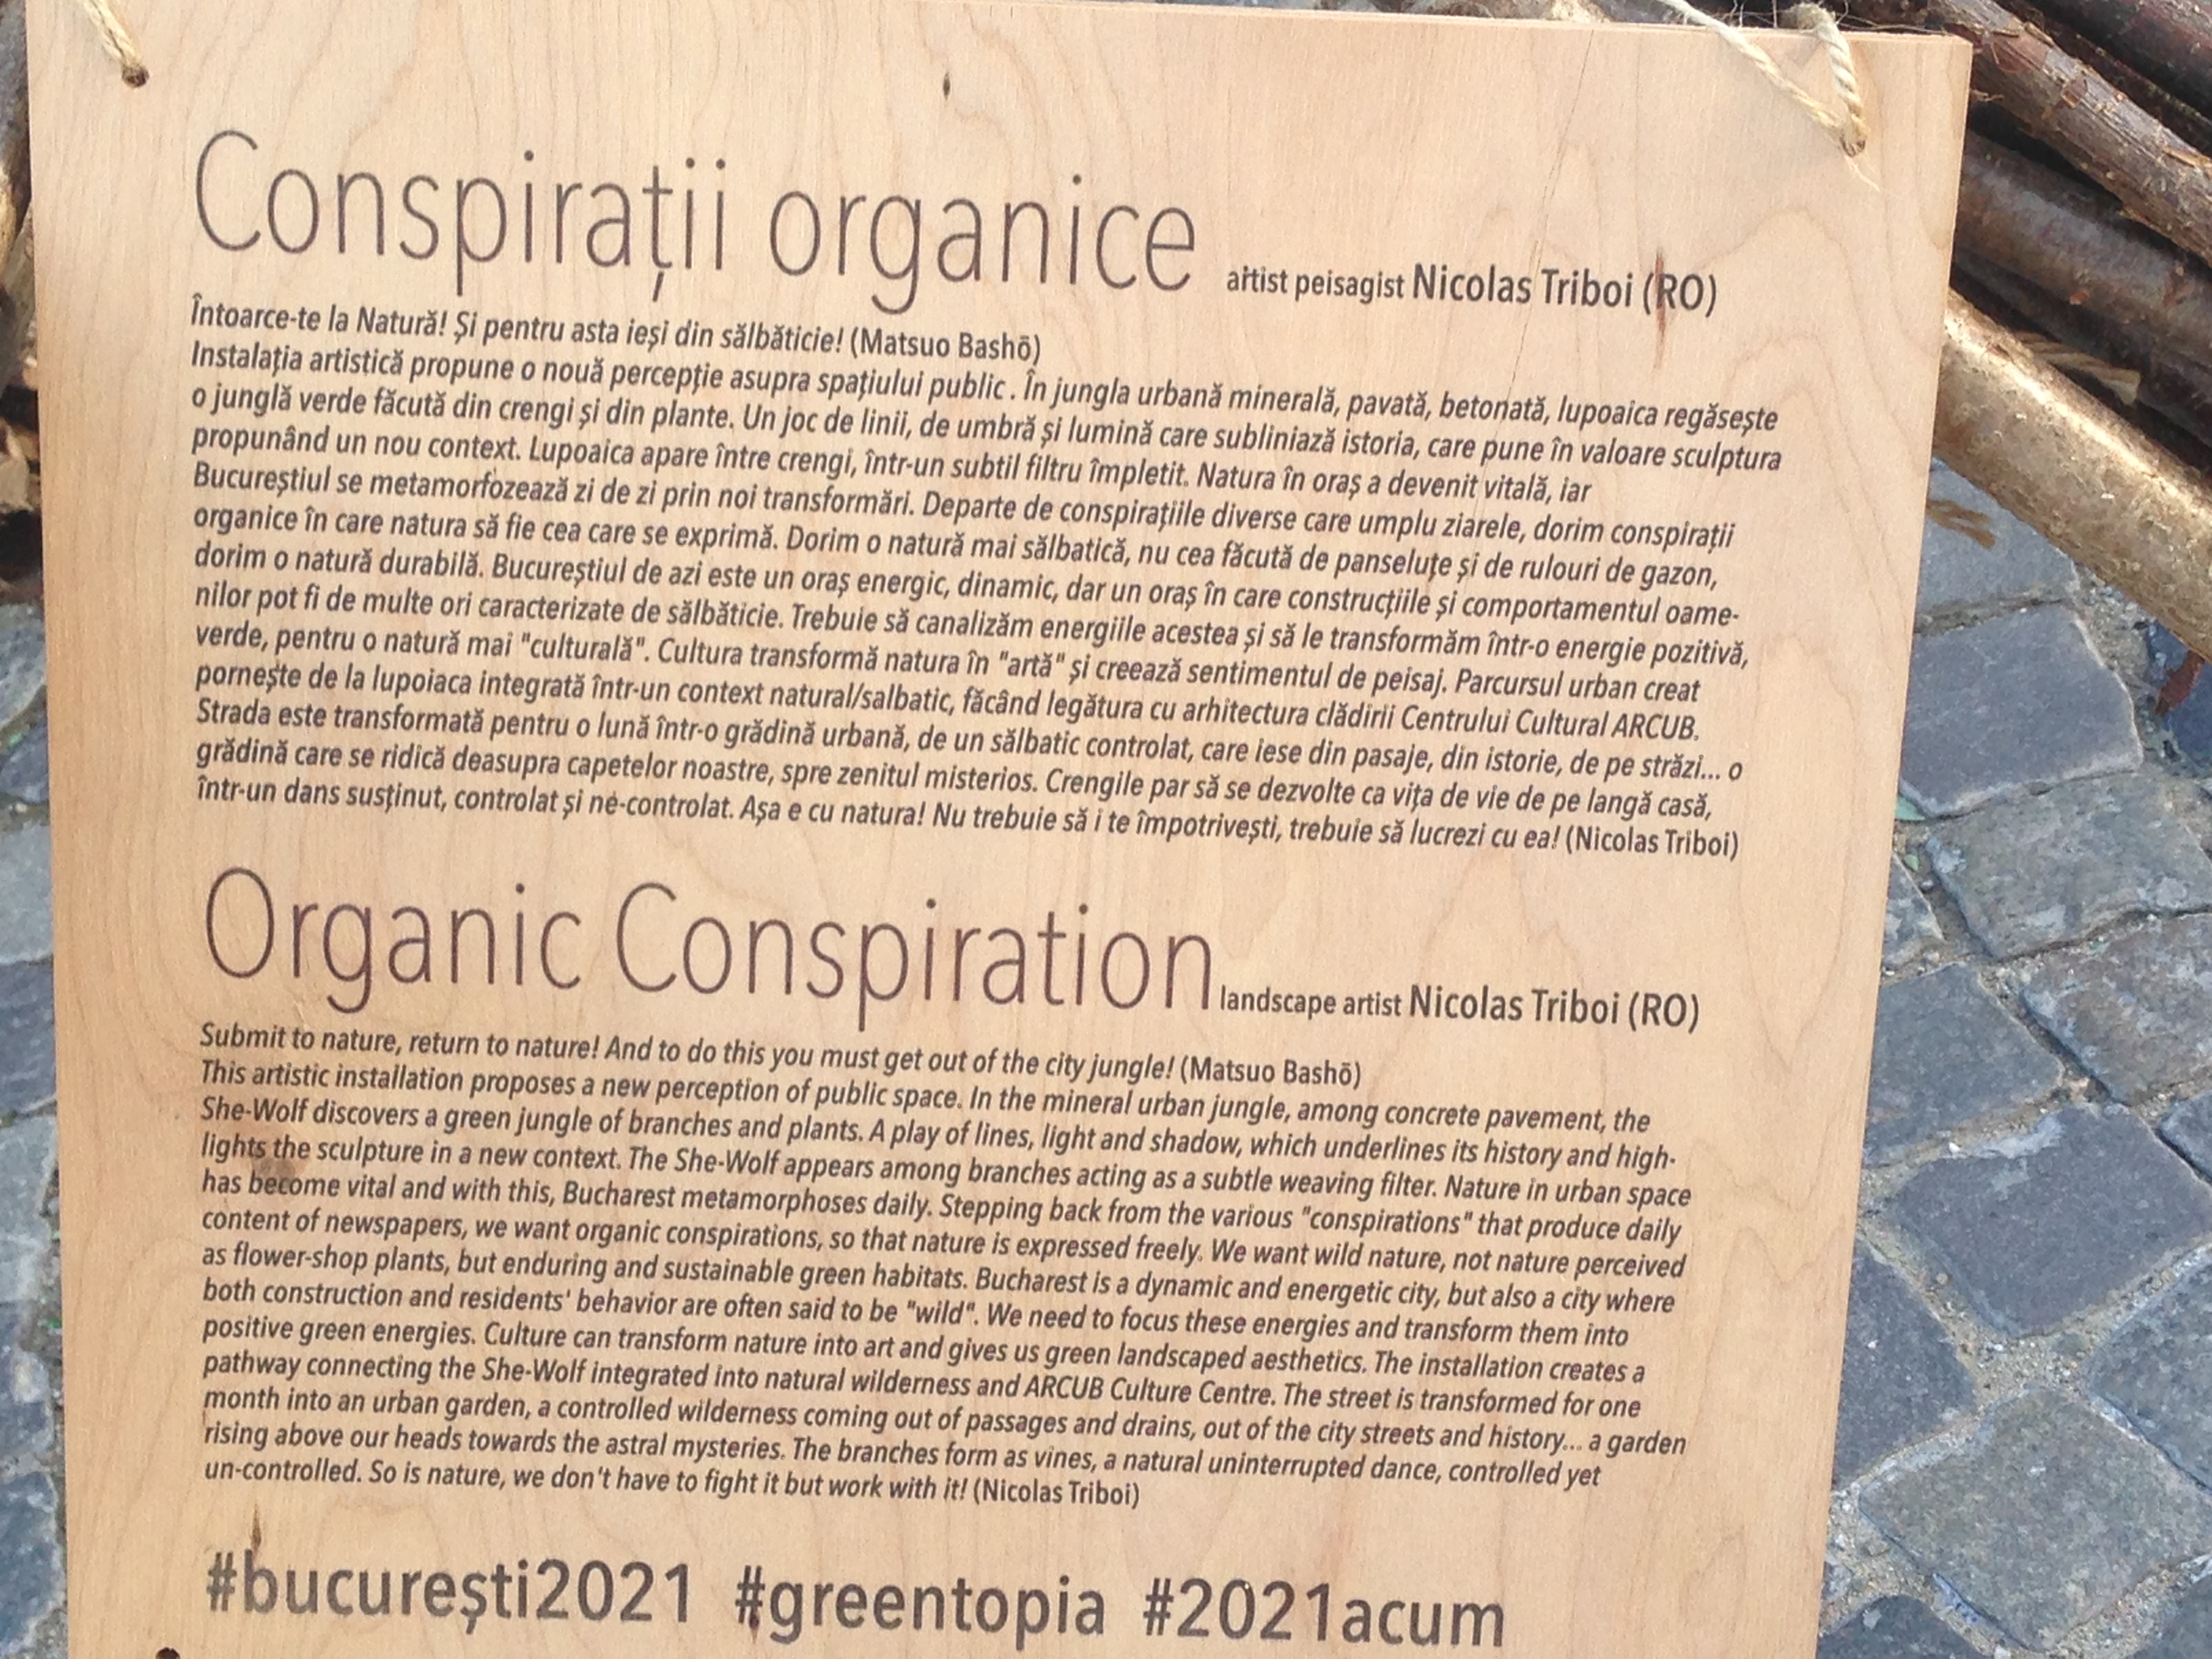 Conspirații organice artist peisagist Nicolas Triboi (RO)
Întoarce-te la Natură! Și pentru asta ieși din sălbăticie! (Matsuo Bashō)
Instalația artistică propune o nouă percepție asupra spațiului public . În jungla urbană minerală, pavată, betonată, lupoaica regăsește
o junglă verde făcută din crengi și din plante. Un joc de linii, de umbră și lumină care subliniază istoria, care pune în valoare sculptura
propunând un nou context. Lupoaica apare între crengi, într-un subtil filtru împletit. Natura în oraș a devenit vitală, iar
Bucureștiul se metamorfozează zi de zi prin noi transformări. Departe de conspirațiile diverse care umplu ziarele, dorim conspirații
organice în care natura să fie cea care se exprimă. Dorim o natură mai sălbatică, nu cea făcută de panseluțe și de rulouri de gazon,
dorim o natură durabilă. Bucureștiul de azi este un oraș energic, dinamic, dar un oraș în care construcțiile și comportamentul oame-
nilor pot fi de multe ori caracterizate de sălbăticie. Trebuie să canalizăm energiile acestea și să le transformăm într-o energie pozitivă,
verde, pentru o natură mai "culturală". Cultura transformă natura în "artă" și creează sentimentul de peisaj. Parcursul urban creat
pornește de la lupoiaca integrată într-un context natural/salbatic, făcând legătura cu arhitectura clădirii Centrului Cultural ARCUB.
Strada este transformată pentru o lună într-o grădină urbană, de un sălbatic controlat, care iese din pasaje, din istorie, de pe străzi... o
grădină care se ridică deasupra capetelor noastre, spre zenitul misterios. Crengile par să se dezvolte ca vița de vie de pe langă casă,
într-un dans susținut, controlat și ne-controlat. Așa e cu natura! Nu trebuie să i te împotrivești, trebuie să lucrezi cu ea! (Nicolas Triboi)
Organic Conspiration landscape artist Nicolas Triboi (RO)
Submit to nature, return to nature! And to do this you must get out of the city jungle! (Matsuo Bashō)
This artistic installation proposes a new perception of public space. In the mineral urban jungle, among concrete pavement, the
She-Wolf discovers a green jungle of branches and plants. A play of lines, light and shadow, which underlines its history and high-
lights the sculpture in a new context. The She-Wolf appears among branches acting as a subtle weaving filter. Nature in urban space
has become vital and with this, Bucharest metamorphoses daily. Stepping back from the various "conspirations" that produce daily
content of newspapers, we want organic conspirations, so that nature is expressed freely. We want wild nature, not nature perceived
as flower-shop plants, but enduring and sustainable green habitats. Bucharest is a dynamic and energetic city, but also a city where
both construction and residents' behavior are often said to be "wild". We need to focus these energies and transform them into
positive green energies. Culture can transform nature into art and gives us green landscaped aesthetics. The installation creates a
pathway connecting the She-Wolf integrated into natural wilderness and ARCUB Culture Centre. The street is transformed for one
month into an urban garden, a controlled wilderness coming out of passages and drains, out of the city streets and history... a garden
rising above our heads towards the astral mysteries. The branches form as vines, a natural uninterrupted dance, controlled yet
un-controlled. So is nature, we don't have to fight it but work with it! (Nicolas Triboi)
#bucurești2021 #greentopia #2021acum